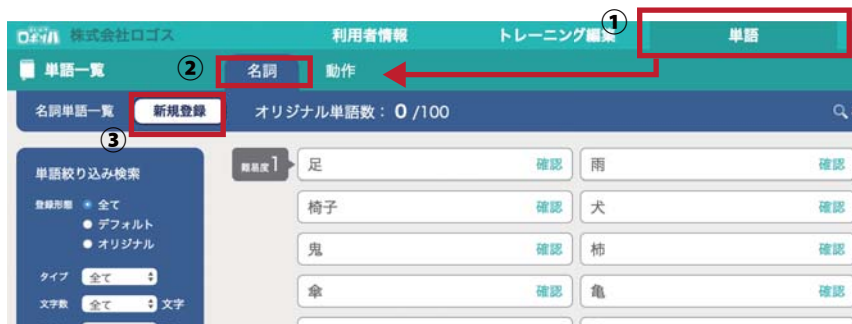 ロゴハ 株式会社ロゴス 利用者情報 トレーニング編集 ① 単語
単語一覧 ② 名詞 動作
名詞単語一覧 新規登録 オリジナル単語数： 0 /100
③
単語絞り込み検索
登録形態 全て
デフォルト
オリジナル
タイプ 全て
文字数 全て 文字
難易度1 足 確認 雨 確認
椅子 確認 犬 確認
鬼 確認 柿 確認
傘 確認 亀 確認